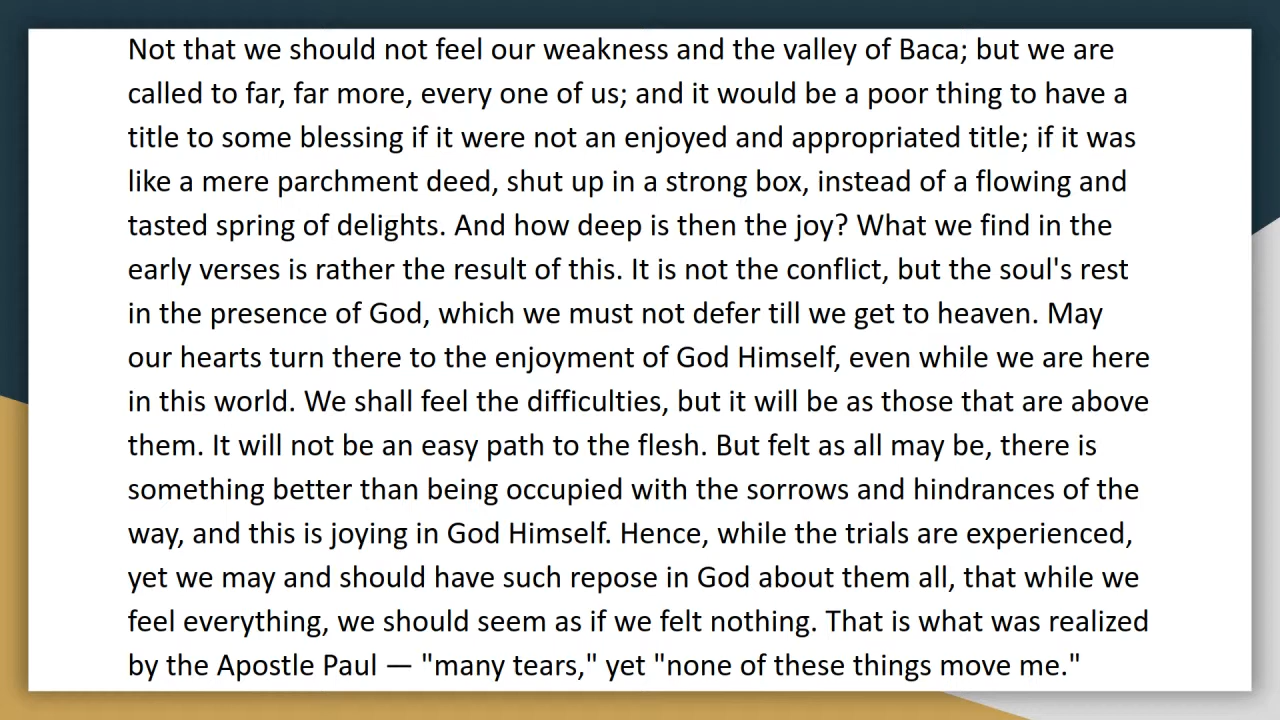 Not that we should not feel our weakness and the valley of Baca; but we are
called to far, far more, every one of us; and it would be a poor thing to have a
title to some blessing if it were not an enjoyed and appropriated title; if it was
like a mere parchment deed, shut up in a strong box, instead of a flowing and
tasted spring of delights. And how deep is then the joy? What we find in the
early verses is rather the result of this. It is not the conflict, but the soul's rest
in the presence of God, which we must not defer till we get to heaven. May
our hearts turn there to the enjoyment of God Himself, even while we are here
in this world. We shall feel the difficulties, but it will be as those that are above
them. It will not be an easy path to the flesh. But felt as all may be, there is
something better than being occupied with the sorrows and hindrances of the
way, and this is joying in God Himself. Hence, while the trials are experienced,
yet we may and should have such repose in God about them all, that while we
feel everything, we should seem as if we felt nothing. That is what was realized
by the Apostle Paul — "many tears," yet "none of these things move me."